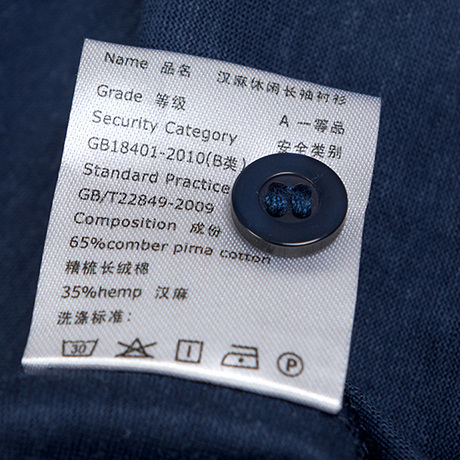 Name 品名 汉麻休闲长袖衬衫
Grade 等级 A 一等品
Security Category 安全类别
GB18401-2010(B类)
Standard Practice
GB/T22849-2009
Composition 成份
65%comber pima cotton
精梳长绒棉
35%hemp 汉麻
洗涤标准:
30 P